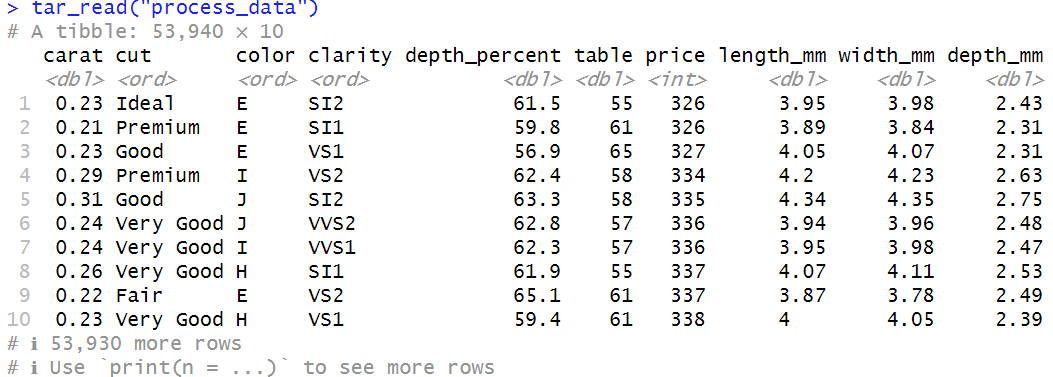 > tar_read("process_data")
# A tibble: 53,940 × 10
   carat cut       color clarity depth_percent table price length_mm width_mm depth_mm
   <dbl> <ord>     <ord> <ord>           <dbl> <dbl> <int>     <dbl>    <dbl>    <dbl>
 1  0.23 Ideal     E     SI2              61.5    55   326      3.95     3.98     2.43
 2  0.21 Premium   E     SI1              59.8    61   326      3.89     3.84     2.31
 3  0.23 Good      E     VS1              56.9    65   327      4.05     4.07     2.31
 4  0.29 Premium   I     VS2              62.4    58   334      4.2      4.23     2.63
 5  0.31 Good      J     SI2              63.3    58   335      4.34     4.35     2.75
 6  0.24 Very Good J     VVS2             62.8    57   336      3.94     3.96     2.48
 7  0.24 Very Good I     VVS1             62.3    57   336      3.95     3.98     2.47
 8  0.26 Very Good H     SI1              61.9    55   337      4.07     4.11     2.53
 9  0.22 Fair      E     VS2              65.1    61   337      3.87     3.78     2.49
10  0.23 Very Good H     VS1              59.4    61   338      4        4.05     2.39
# ℹ 53,930 more rows
# ℹ Use `print(n = ...)` to see more rows